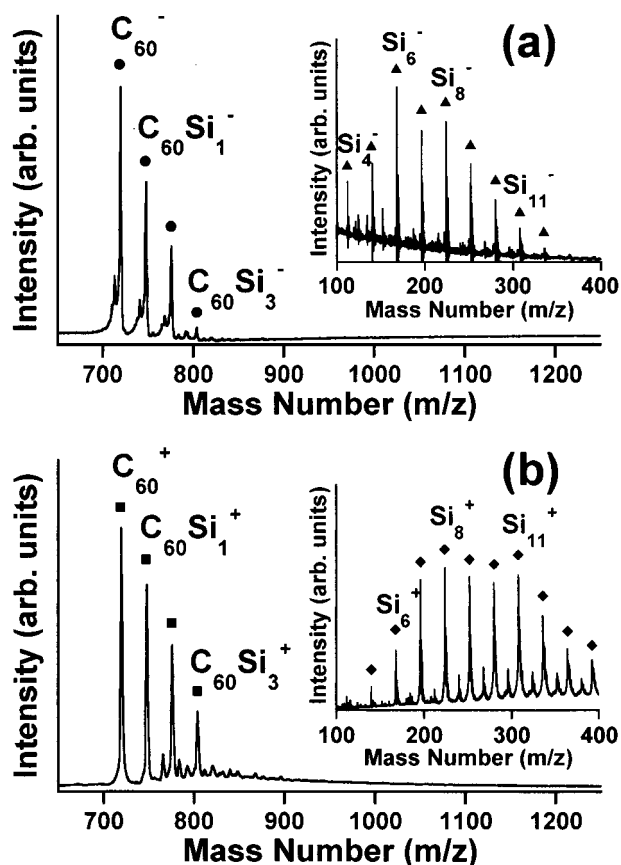 C60-
(a)
C60Si1-
C60Si3-
Intensity (arb. units)
700 800 900 1000 1100 1200
Mass Number (m/z)
Si6-
Si8-
Si4-
Si11-
Intensity (arb. units)
100 200 300 400
Mass Number (m/z)
C60+
(b)
C60Si1+
C60Si3+
Intensity (arb. units)
700 800 900 1000 1100 1200
Mass Number (m/z)
Si8+
Si11+
Si6+
Intensity (arb. units)
100 200 300 400
Mass Number (m/z)